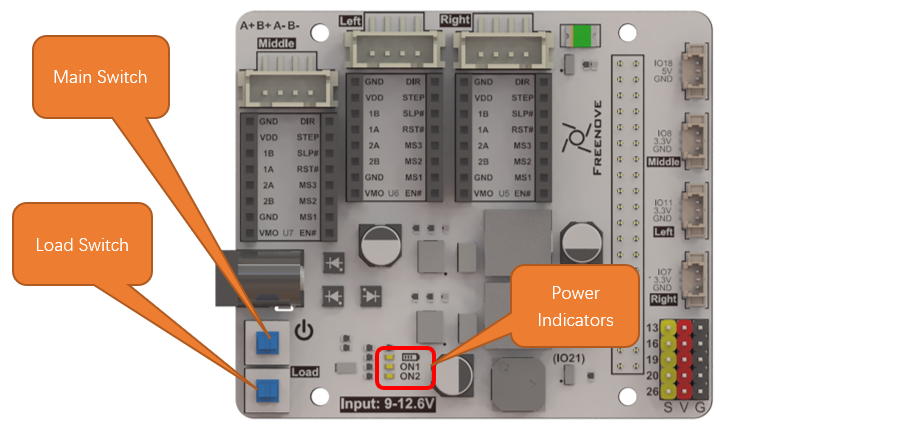 Main Switch
Load Switch
Power
Indicators
A+ B+ A- B-
Middle
Left
Right
GND DIR
VDD STEP
1B SLP#
1A RST#
2A MS3
2B MS2
GND MS1
VMO U7 EN#
GND DIR
VDD STEP
1B SLP#
1A RST#
2A MS3
2B MS2
GND MS1
VMO U6 EN#
GND DIR
VDD STEP
1B SLP#
1A RST#
2A MS3
2B MS2
GND MS1
VMO U5 EN#
FREENOVE
IO18
5V
GND
IO8
3.3V
GND
Middle
IO11
3.3V
GND
Left
IO7
3.3V
GND
Right
Load
ON1
ON2
Input: 9-12.6V
(IO21)
13
16
19
20
26
S V G